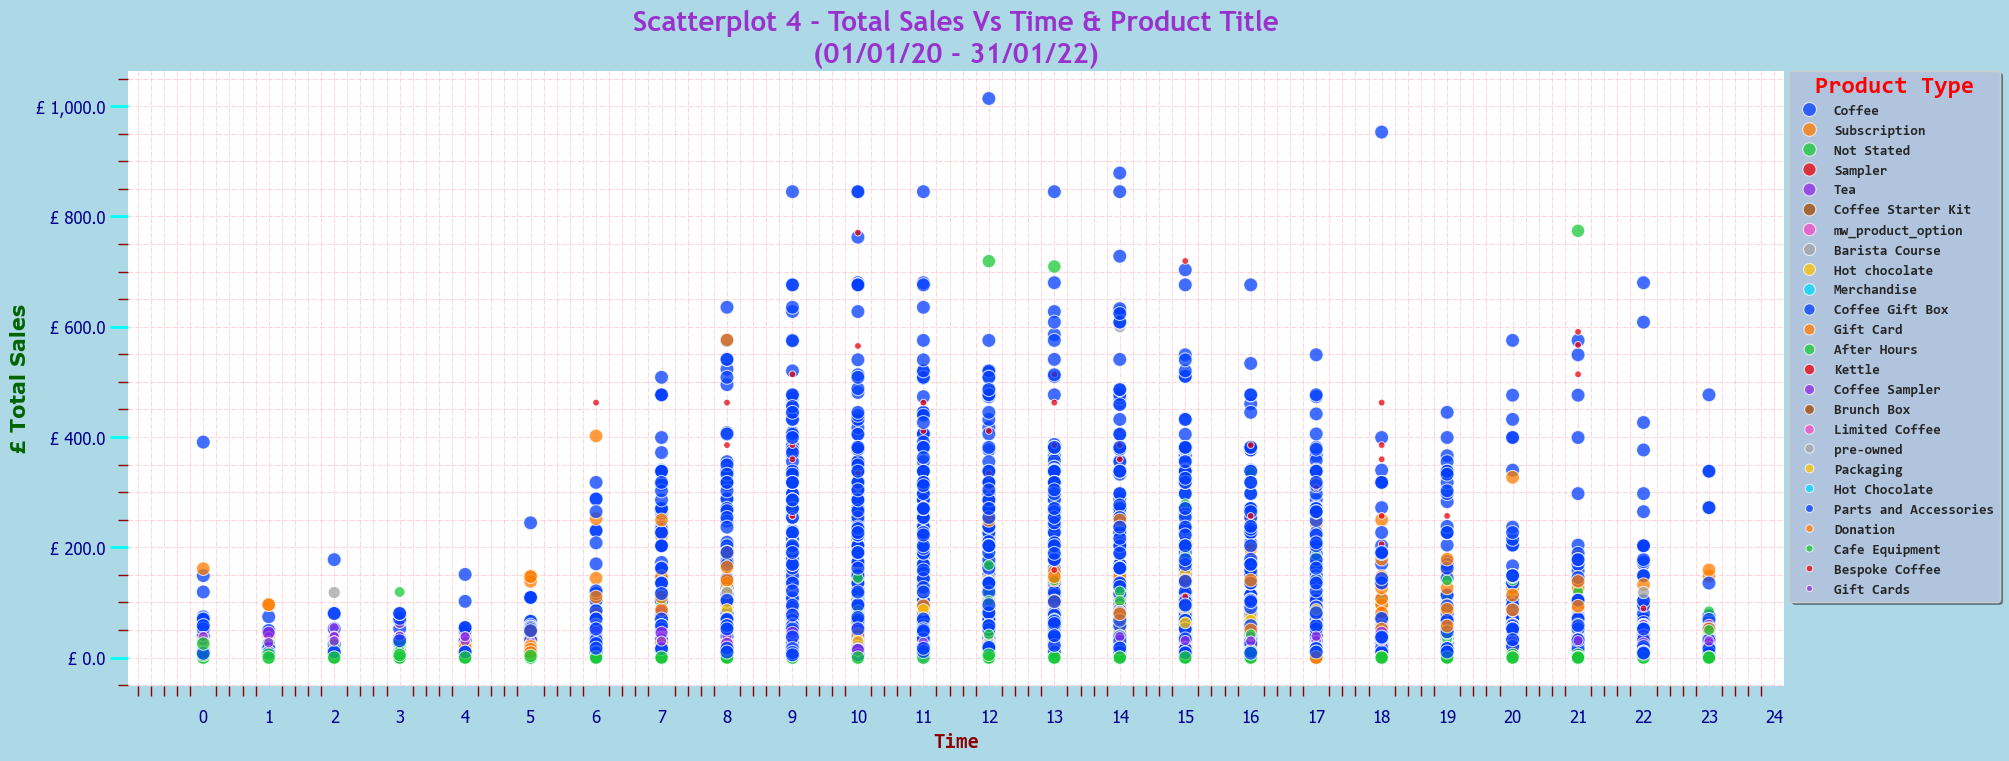 Scatterplot 4 - Total Sales Vs Time & Product Title
(01/01/20 - 31/01/22)
£ Total Sales
£ 1,000.0
£ 800.0
£ 600.0
£ 400.0
£ 200.0
£ 0.0
0 1 2 3 4 5 6 7 8 9 10 11 12 13 14 15 16 17 18 19 20 21 22 23 24
Time
Product Type
Coffee
Subscription
Not Stated
Sampler
Tea
Coffee Starter Kit
mw_product_option
Barista Course
Hot chocolate
Merchandise
Coffee Gift Box
Gift Card
After Hours
Kettle
Coffee Sampler
Brunch Box
Limited Coffee
pre-owned
Packaging
Hot Chocolate
Parts and Accessories
Donation
Cafe Equipment
Bespoke Coffee
Gift Cards